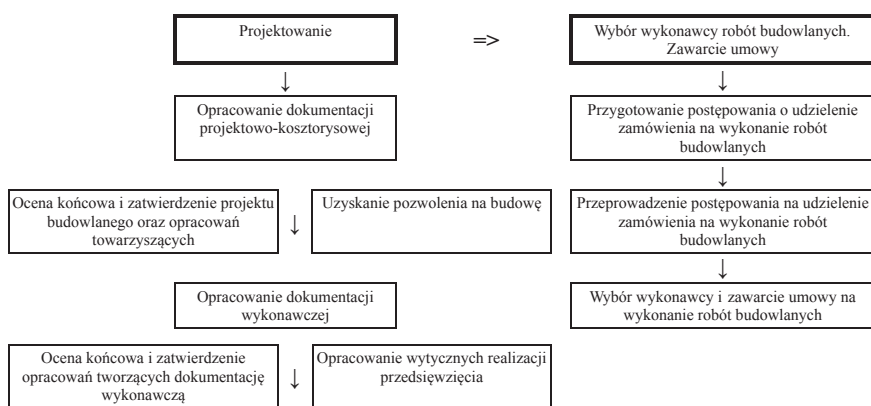 Projektowanie
=>
Wybór wykonawcy robót budowlanych.
Zawarcie umowy
↓
↓
Opracowanie dokumentacji
projektowo-kosztorysowej
Przygotowanie postępowania o udzielenie
zamówienia na wykonanie robót
budowlanych
↓
Ocena końcowa i zatwierdzenie projektu
budowlanego oraz opracowań
towarzyszących
↓
Uzyskanie pozwolenia na budowę
Przeprowadzenie postępowania na udzielenie
zamówienia na wykonanie robót
budowlanych
↓
Opracowanie dokumentacji
wykonawczej
Wybór wykonawcy i zawarcie umowy na
wykonanie robót budowlanych
Ocena końcowa i zatwierdzenie
opracowań tworzących dokumentację
wykonawczą
↓
Opracowanie wytycznych realizacji
przedsięwzięcia